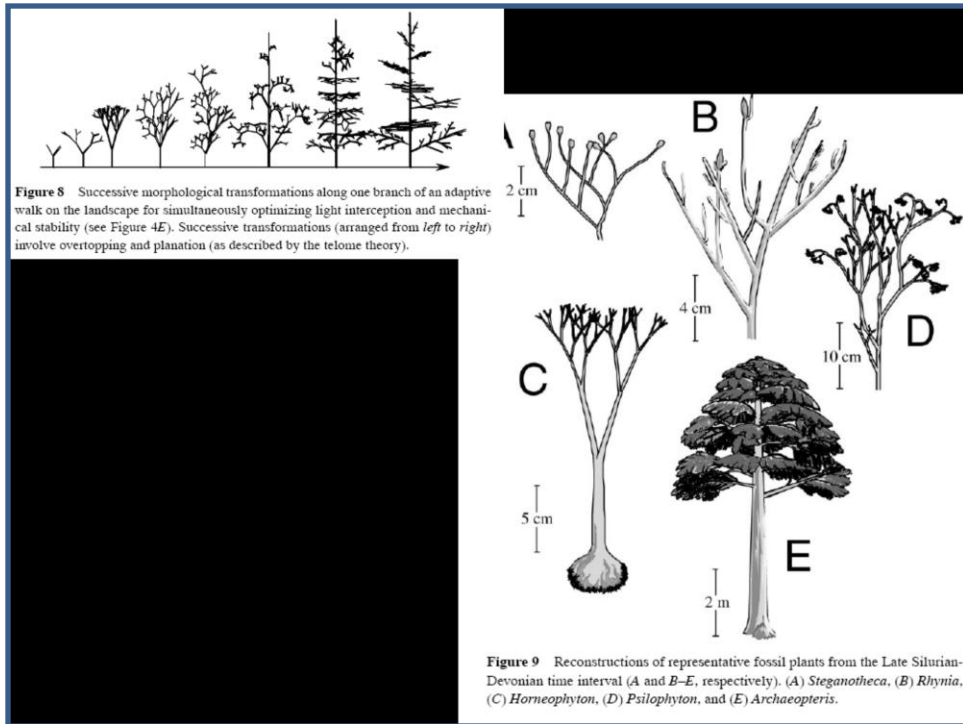 Figure 8 Successive morphological transformations along one branch of an adaptive
walk on the landscape for simultaneously optimizing light interception and mechani-
cal stability (see Figure 4E). Successive transformations (arranged from left to right)
involve overtopping and planation (as described by the telome theory).
2 cm
B
4 cm
D
10 cm
C
5 cm
E
2 m
Figure 9 Reconstructions of representative fossil plants from the Late Silurian-
Devonian time interval (A and B–E, respectively). (A) Steganotheca, (B) Rhynia,
(C) Horneophyton, (D) Psilophyton, and (E) Archaeopteris.